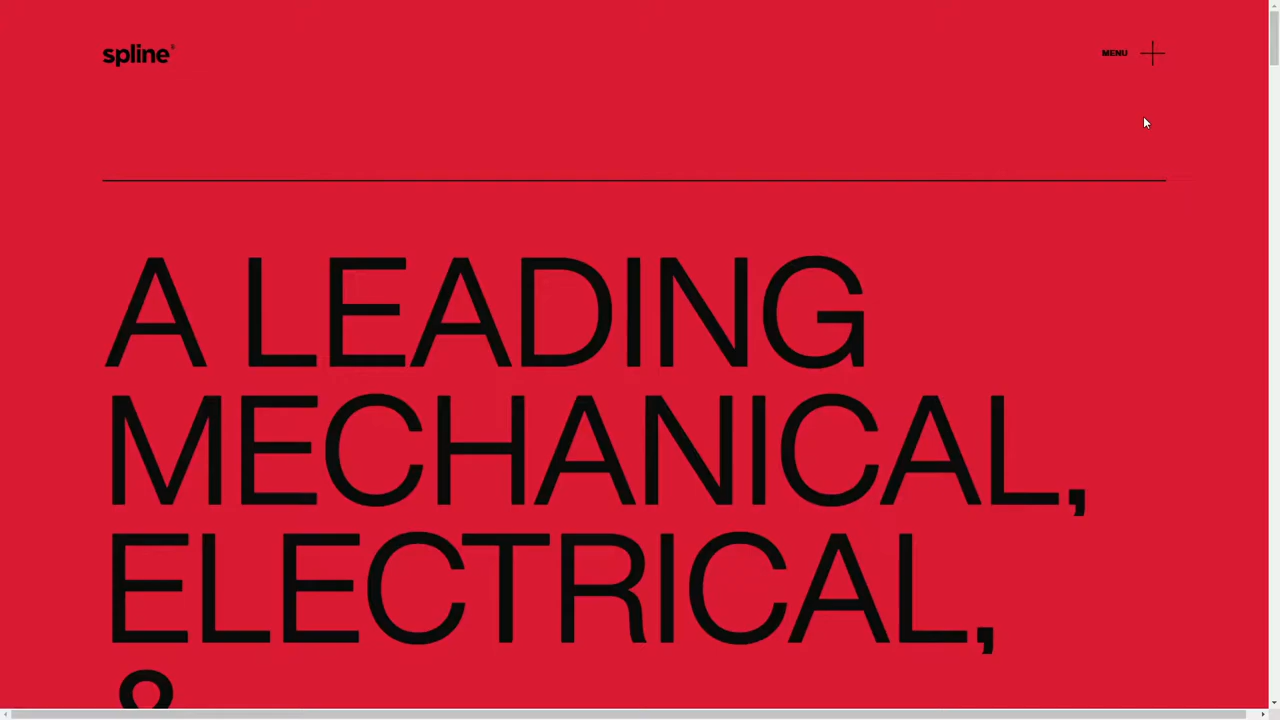 spline®
MENU
A LEADING
MECHANICAL,
ELECTRICAL,
&